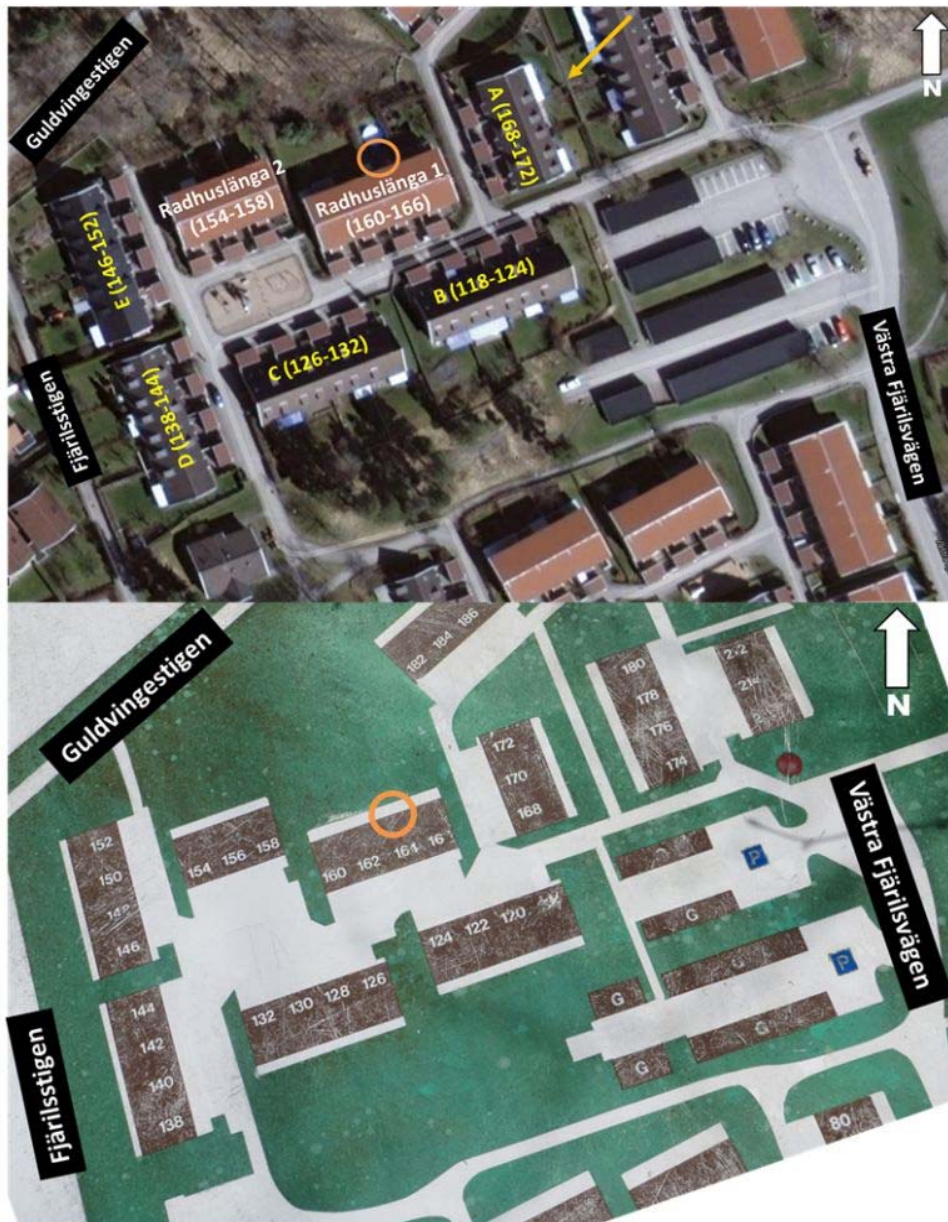 Guldvingestigen
N
A (168-172)
Radhuslänga 2
(154-158)
Radhuslänga 1
(160-166)
E (146-152)
B (118-124)
C (126-132)
D (138-144)
Fjärilsstigen
Västra Fjärilsvägen
Guldvingestigen
N
182 184 186
180
178
176
174
172
170
168
152
150
146
154 156 158
160 162 164 16
124 122 120
132 130 128 126
144
142
140
138
G
G
G
G
G
G
P
P
80
Västra Fjärilsvägen
Fjärilsstigen